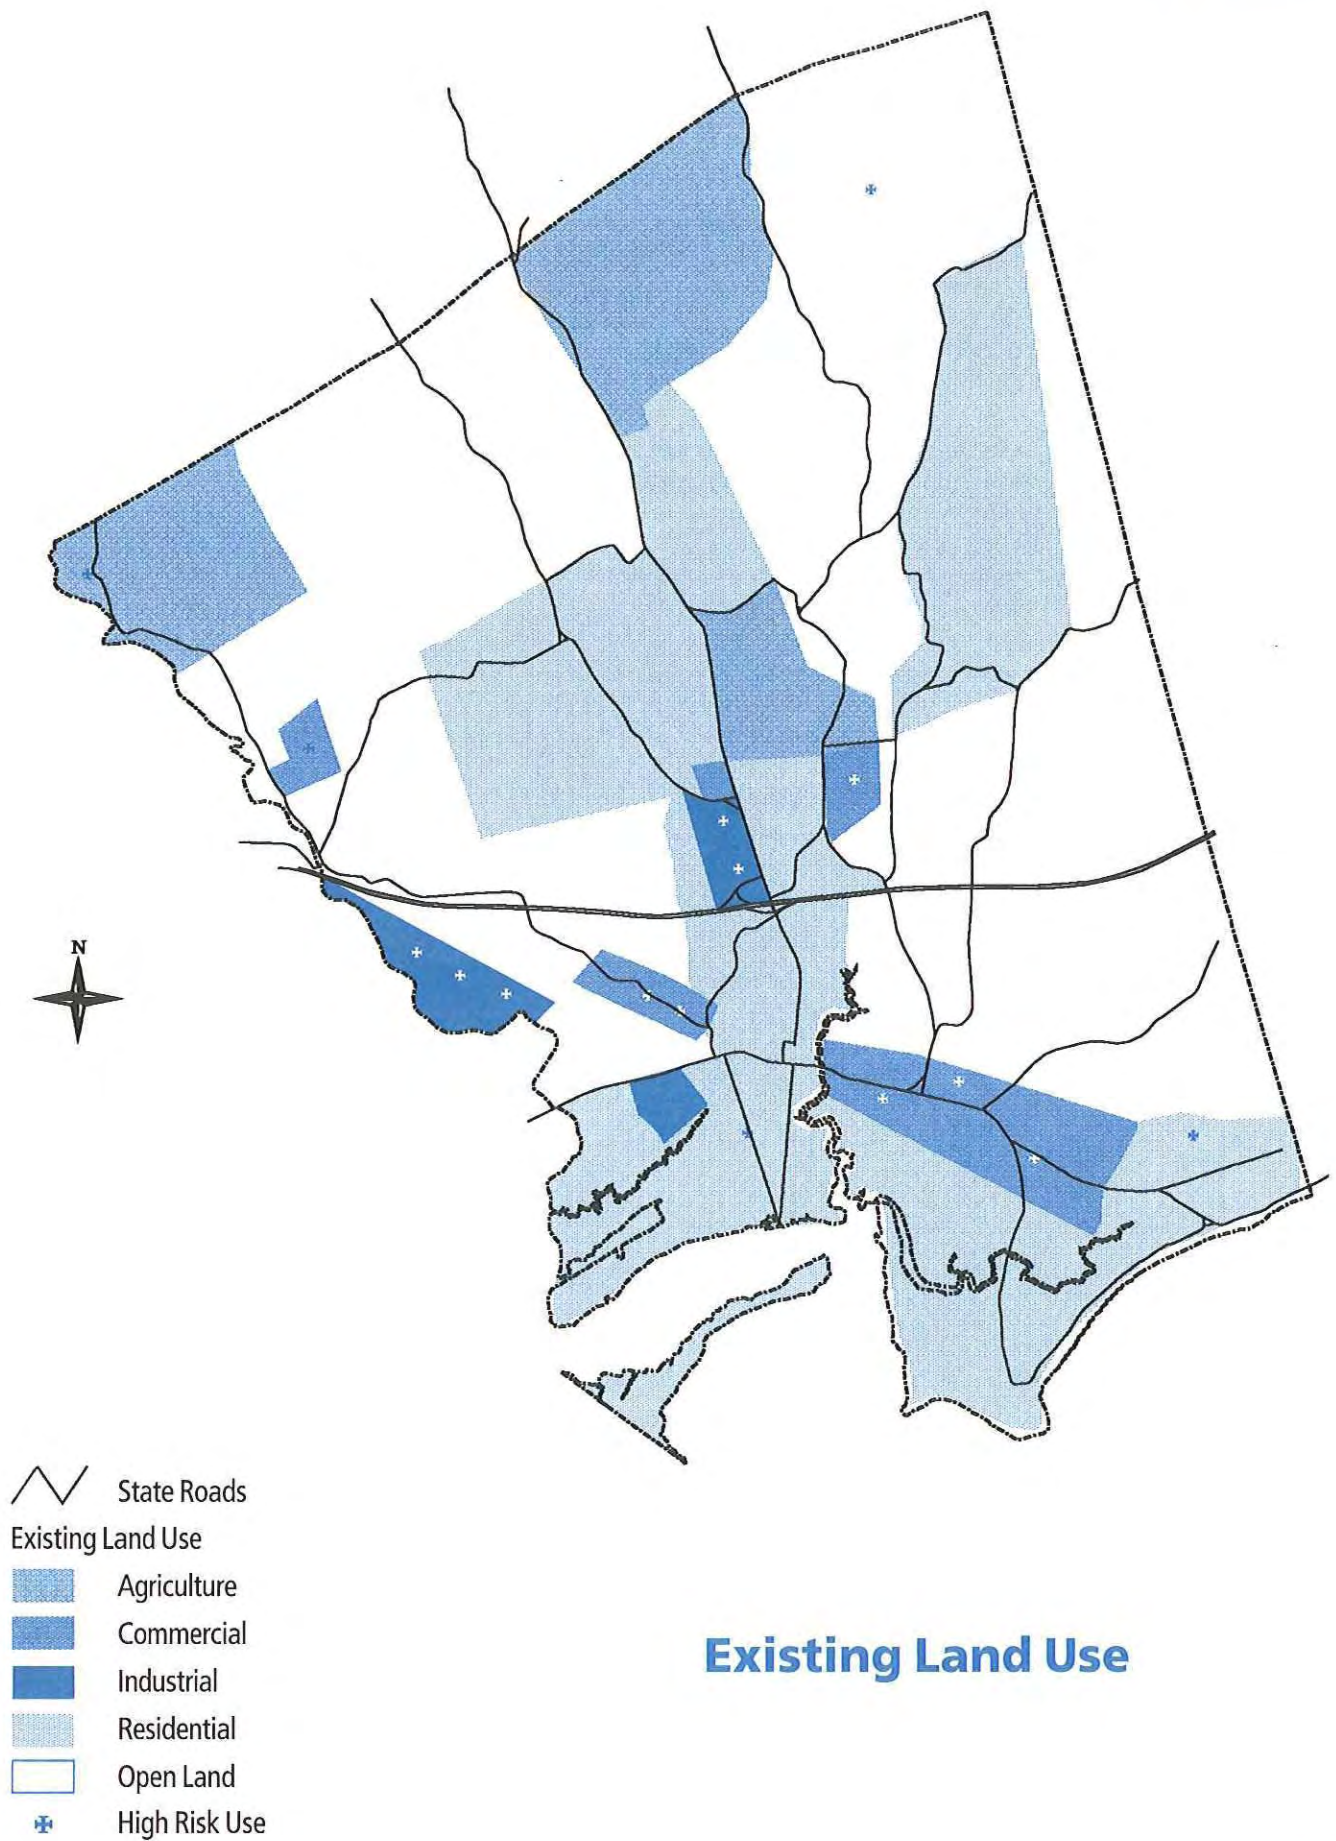 N
State Roads
Existing Land Use
Agriculture
Commercial
Industrial
Residential
Open Land
High Risk Use
Existing Land Use